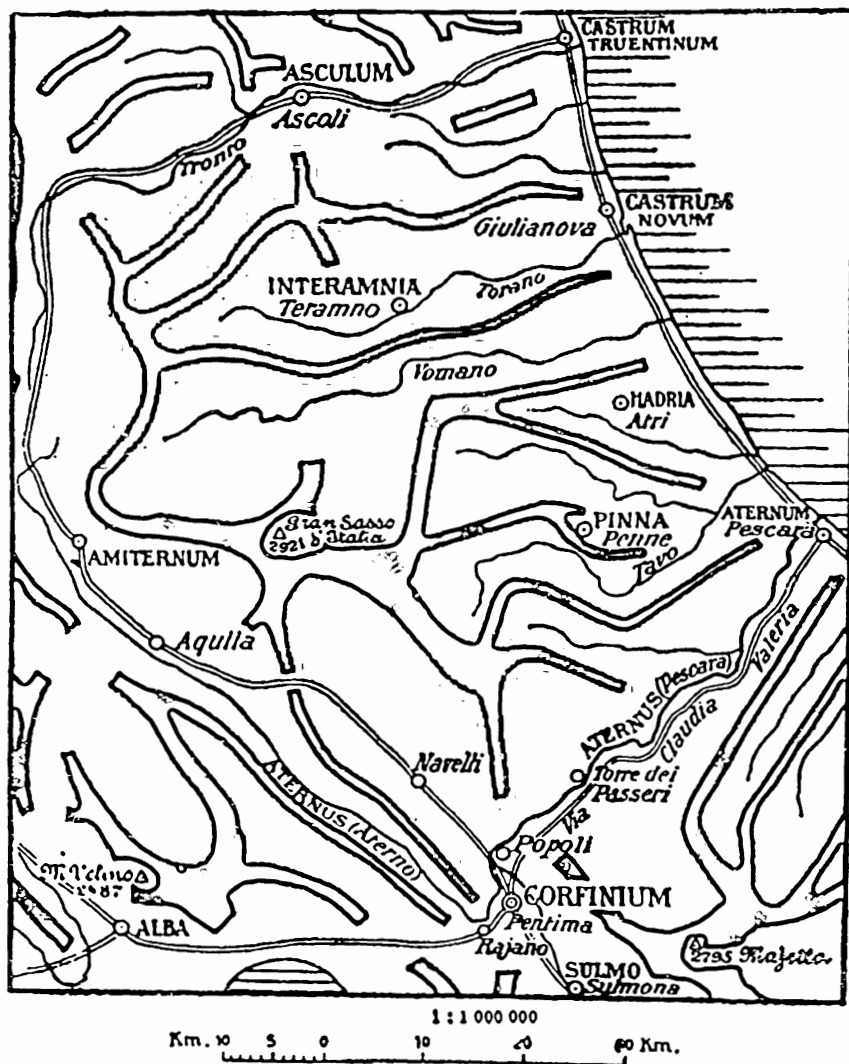 CASTRUM
TRUENTINUM
ASCULUM
Ascoli
Tronto
CASTRUM
NOVUM
Giulianova
INTERAMNIA
Teramno
Torano
Vomano
HADRIA
Atri
Gran Sasso
2921 d'Italia
PINNA
Penne
ATERNUM
Pescara
AMITERNUM
Tavo
Aquila
ATERNUS (Pescara)
Via Claudia Valeria
Navelli
ATERNUS (Aterno)
Torre dei
Passeri
Popoli
M. Velino
2487
CORFINIUM
Pentima
ALBA
Rajano
2795 Majella
SULMO
Sulmona
1:1 000 000
Km. 10 5 0 10 20 30 Km.